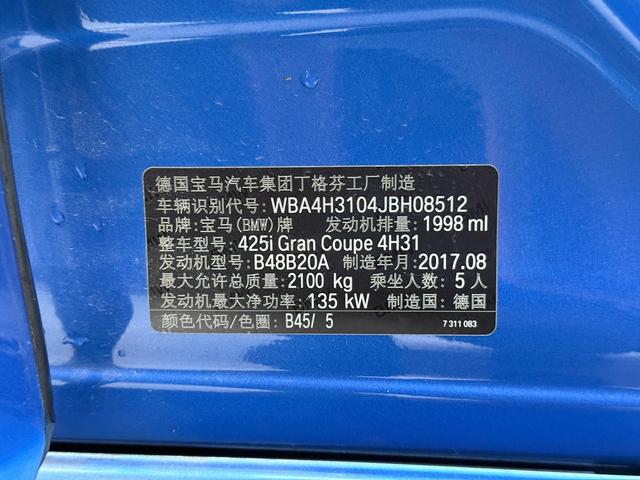 德国宝马汽车集团丁格芬工厂制造
车辆识别代号: WBA4H3104JBH08512
品牌: 宝马(BMW)牌 发动机排量: 1998 ml
整车型号: 425i Gran Coupe 4H31
发动机型号: B48B20A 制造年月: 2017.08
最大允许总质量: 2100 kg 乘坐人数: 5 人
发动机最大净功率: 135 kW 制造国: 德国
颜色代码/色圈: B45/ 5 7 311 083